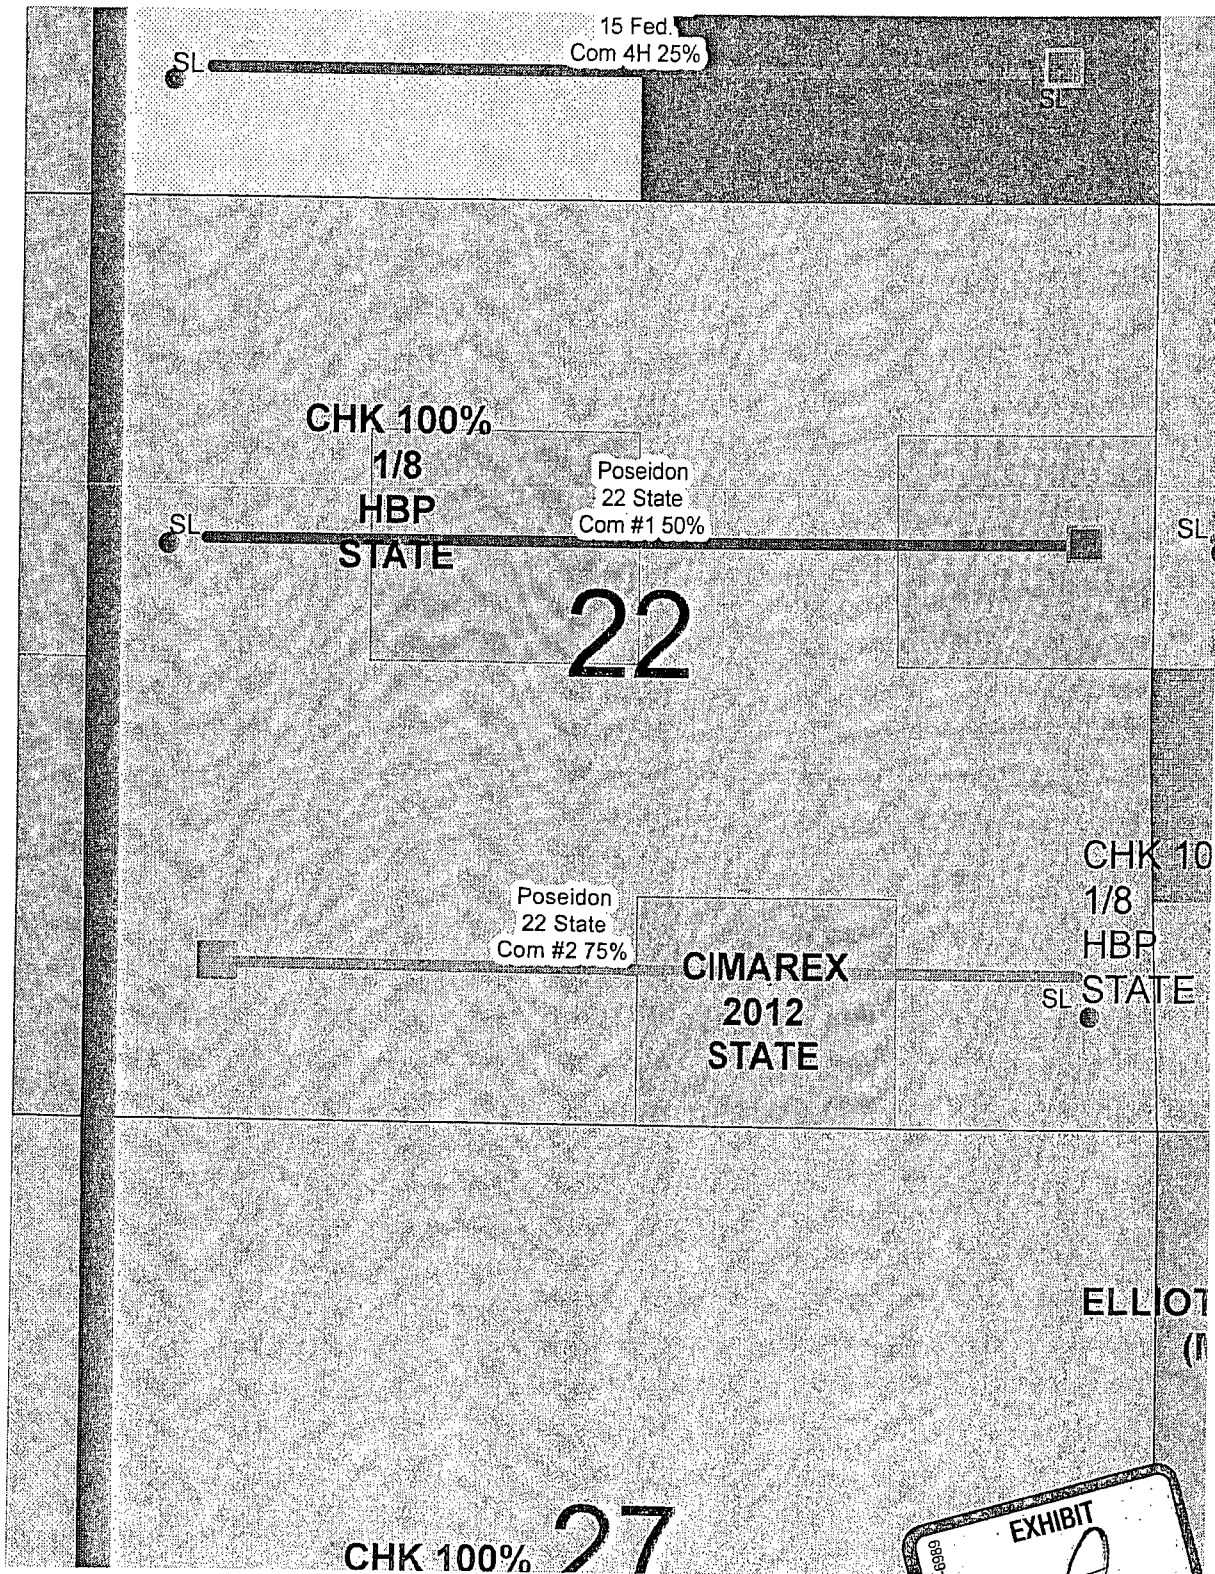 15 Fed.
Com 4H 25%
SL
SL
CHK 100%
1/8
HBP
STATE
Poseidon
22 State
Com #1 50%
SL
SL
22
Poseidon
22 State
Com #2 75%
CIMAREX
2012
STATE
CHK 10
1/8
HBP
STATE
SL
ELLIOT
27
CHK 100%
EXHIBIT